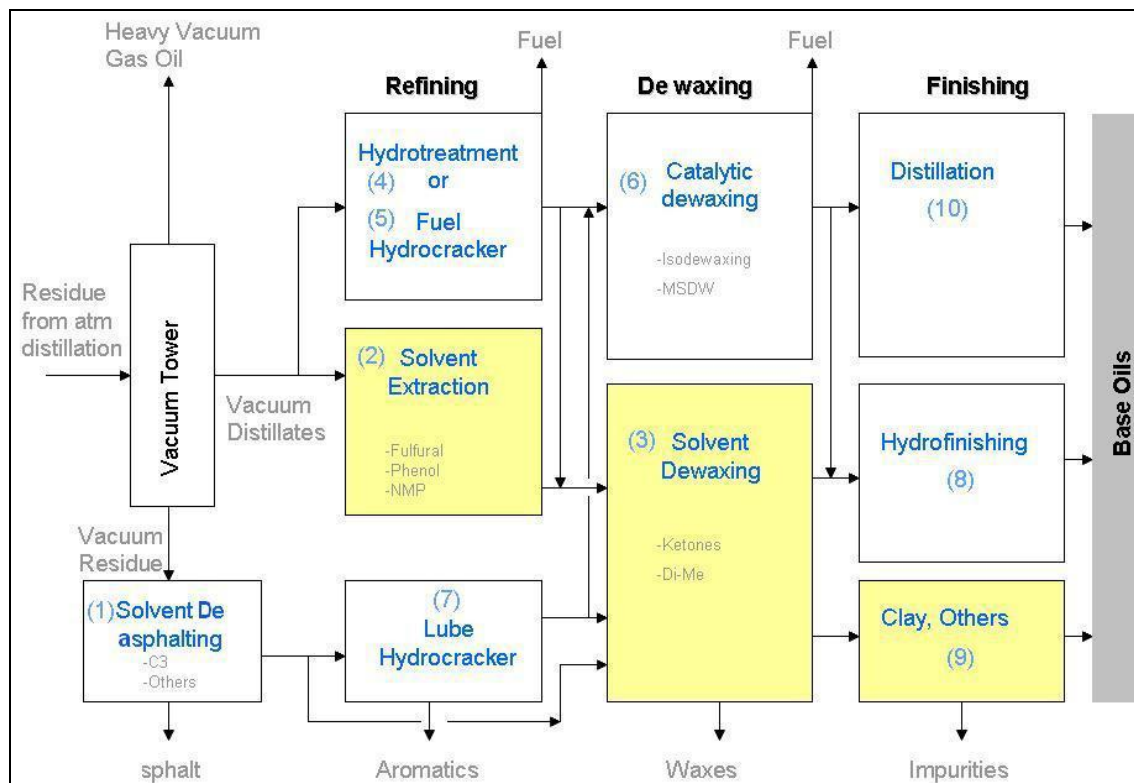 Heavy Vacuum
Gas Oil
Fuel
Fuel
Refining
De waxing
Finishing
Hydrotreatment
(4) or
(5) Fuel
Hydrocracker
(6) Catalytic
dewaxing
-Isodewaxing
-MSDW
Distillation
(10)
Residue
from atm
distillation
Vacuum Tower
Vacuum
Distillates
(2) Solvent
Extraction
-Fulfural
-Phenol
-NMP
(3) Solvent
Dewaxing
-Ketones
-Di-Me
Hydrofinishing
(8)
Base Oils
Vacuum
Residue
(1) Solvent De
asphalting
-C3
-Others
(7)
Lube
Hydrocracker
Clay, Others
(9)
sphalt
Aromatics
Waxes
Impurities